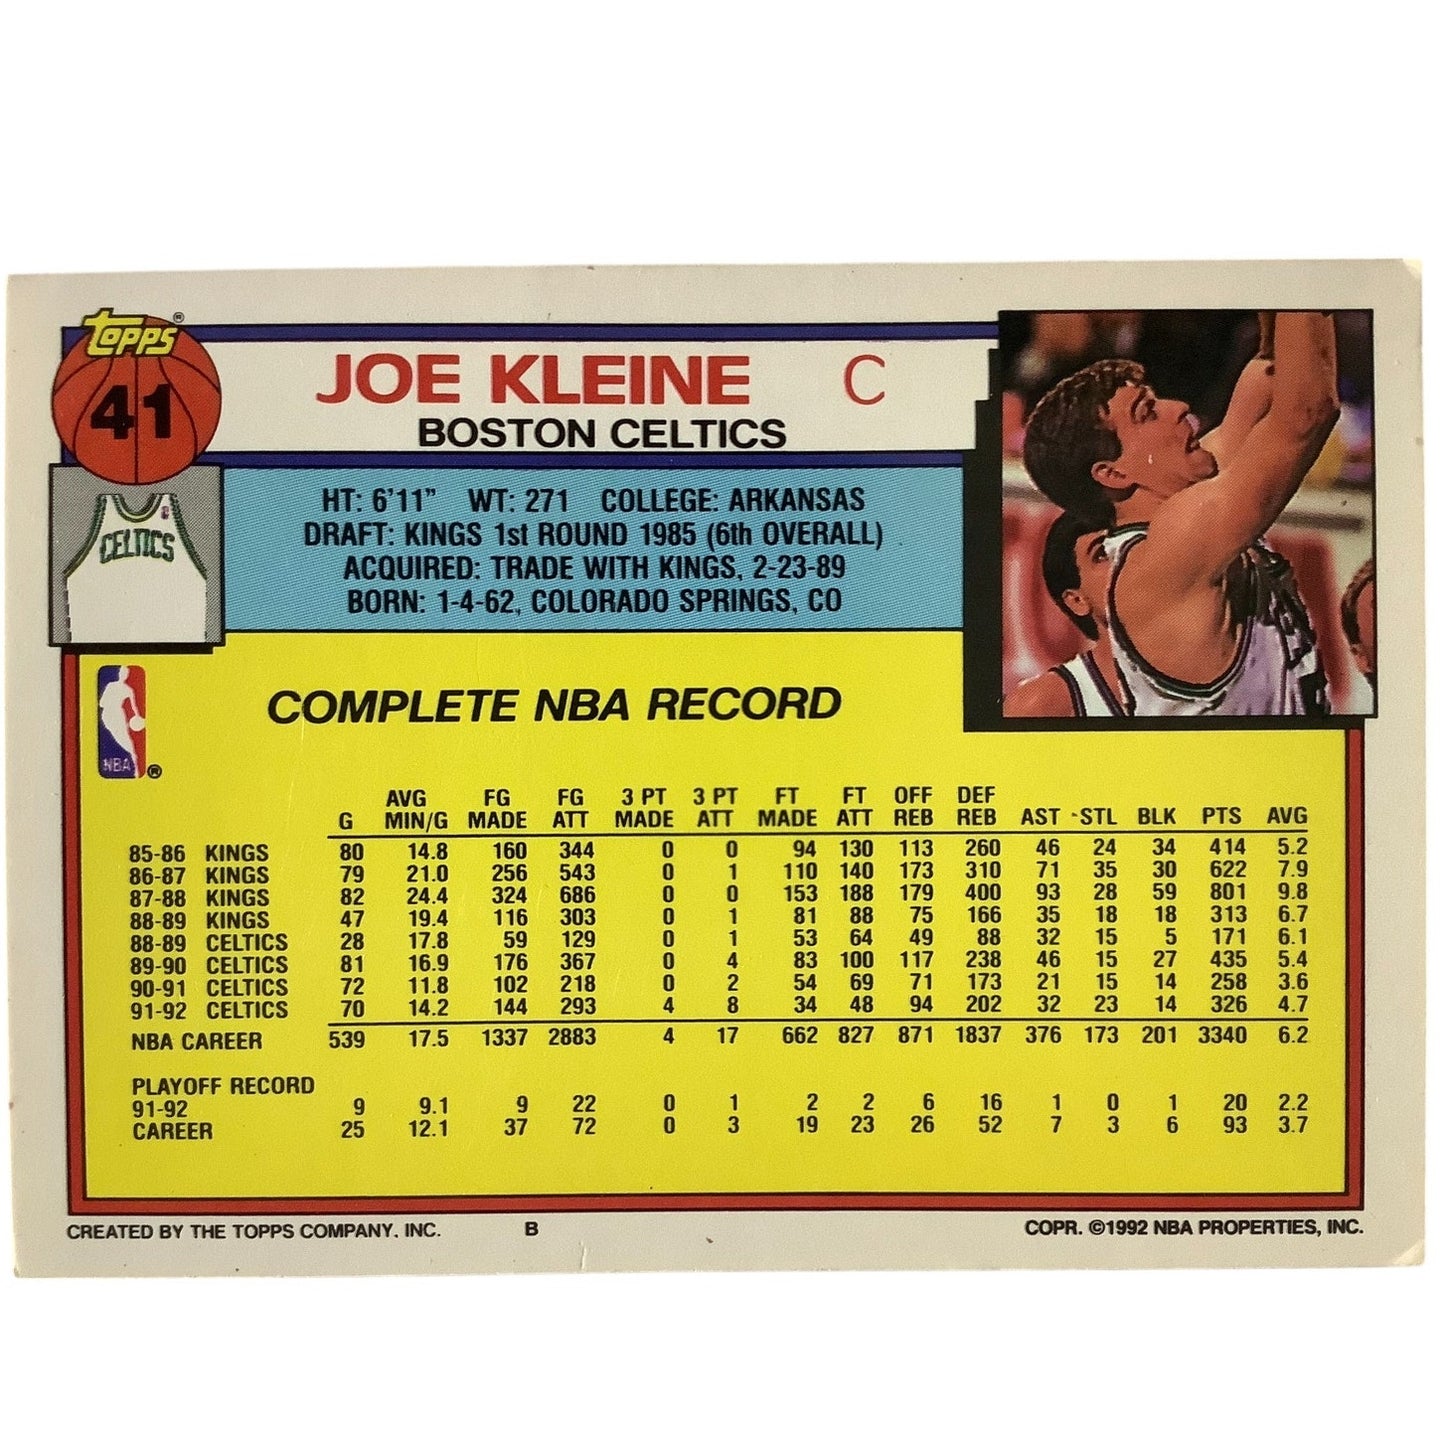 topps®
41
JOE KLEINE C
BOSTON CELTICS
CELTICS
HT: 6'11" WT: 271 COLLEGE: ARKANSAS
DRAFT: KINGS 1st ROUND 1985 (6th OVERALL)
ACQUIRED: TRADE WITH KINGS, 2-23-89
BORN: 1-4-62, COLORADO SPRINGS, CO
NBA ®
COMPLETE NBA RECORD
AVG FG FG 3 PT 3 PT FT FT OFF DEF
G MIN/G MADE ATT MADE ATT MADE ATT REB REB AST STL BLK PTS AVG
85-86 KINGS 80 14.8 160 344 0 0 94 130 113 260 46 24 34 414 5.2
86-87 KINGS 79 21.0 256 543 0 1 110 140 173 310 71 35 30 622 7.9
87-88 KINGS 82 24.4 324 686 0 0 153 188 179 400 93 28 59 801 9.8
88-89 KINGS 47 19.4 116 303 0 1 81 88 75 166 35 18 18 313 6.7
88-89 CELTICS 28 17.8 59 129 0 1 53 64 49 88 32 15 5 171 6.1
89-90 CELTICS 81 16.9 176 367 0 4 83 100 117 238 46 15 27 435 5.4
90-91 CELTICS 72 11.8 102 218 0 2 54 69 71 173 21 15 14 258 3.6
91-92 CELTICS 70 14.2 144 293 4 8 34 48 94 202 32 23 14 326 4.7
NBA CAREER 539 17.5 1337 2883 4 17 662 827 871 1837 376 173 201 3340 6.2
PLAYOFF RECORD
91-92 9 9.1 9 22 0 1 2 2 6 16 1 0 1 20 2.2
CAREER 25 12.1 37 72 0 3 19 23 26 52 7 3 6 93 3.7
CREATED BY THE TOPPS COMPANY, INC. B COPR. ©1992 NBA PROPERTIES, INC.